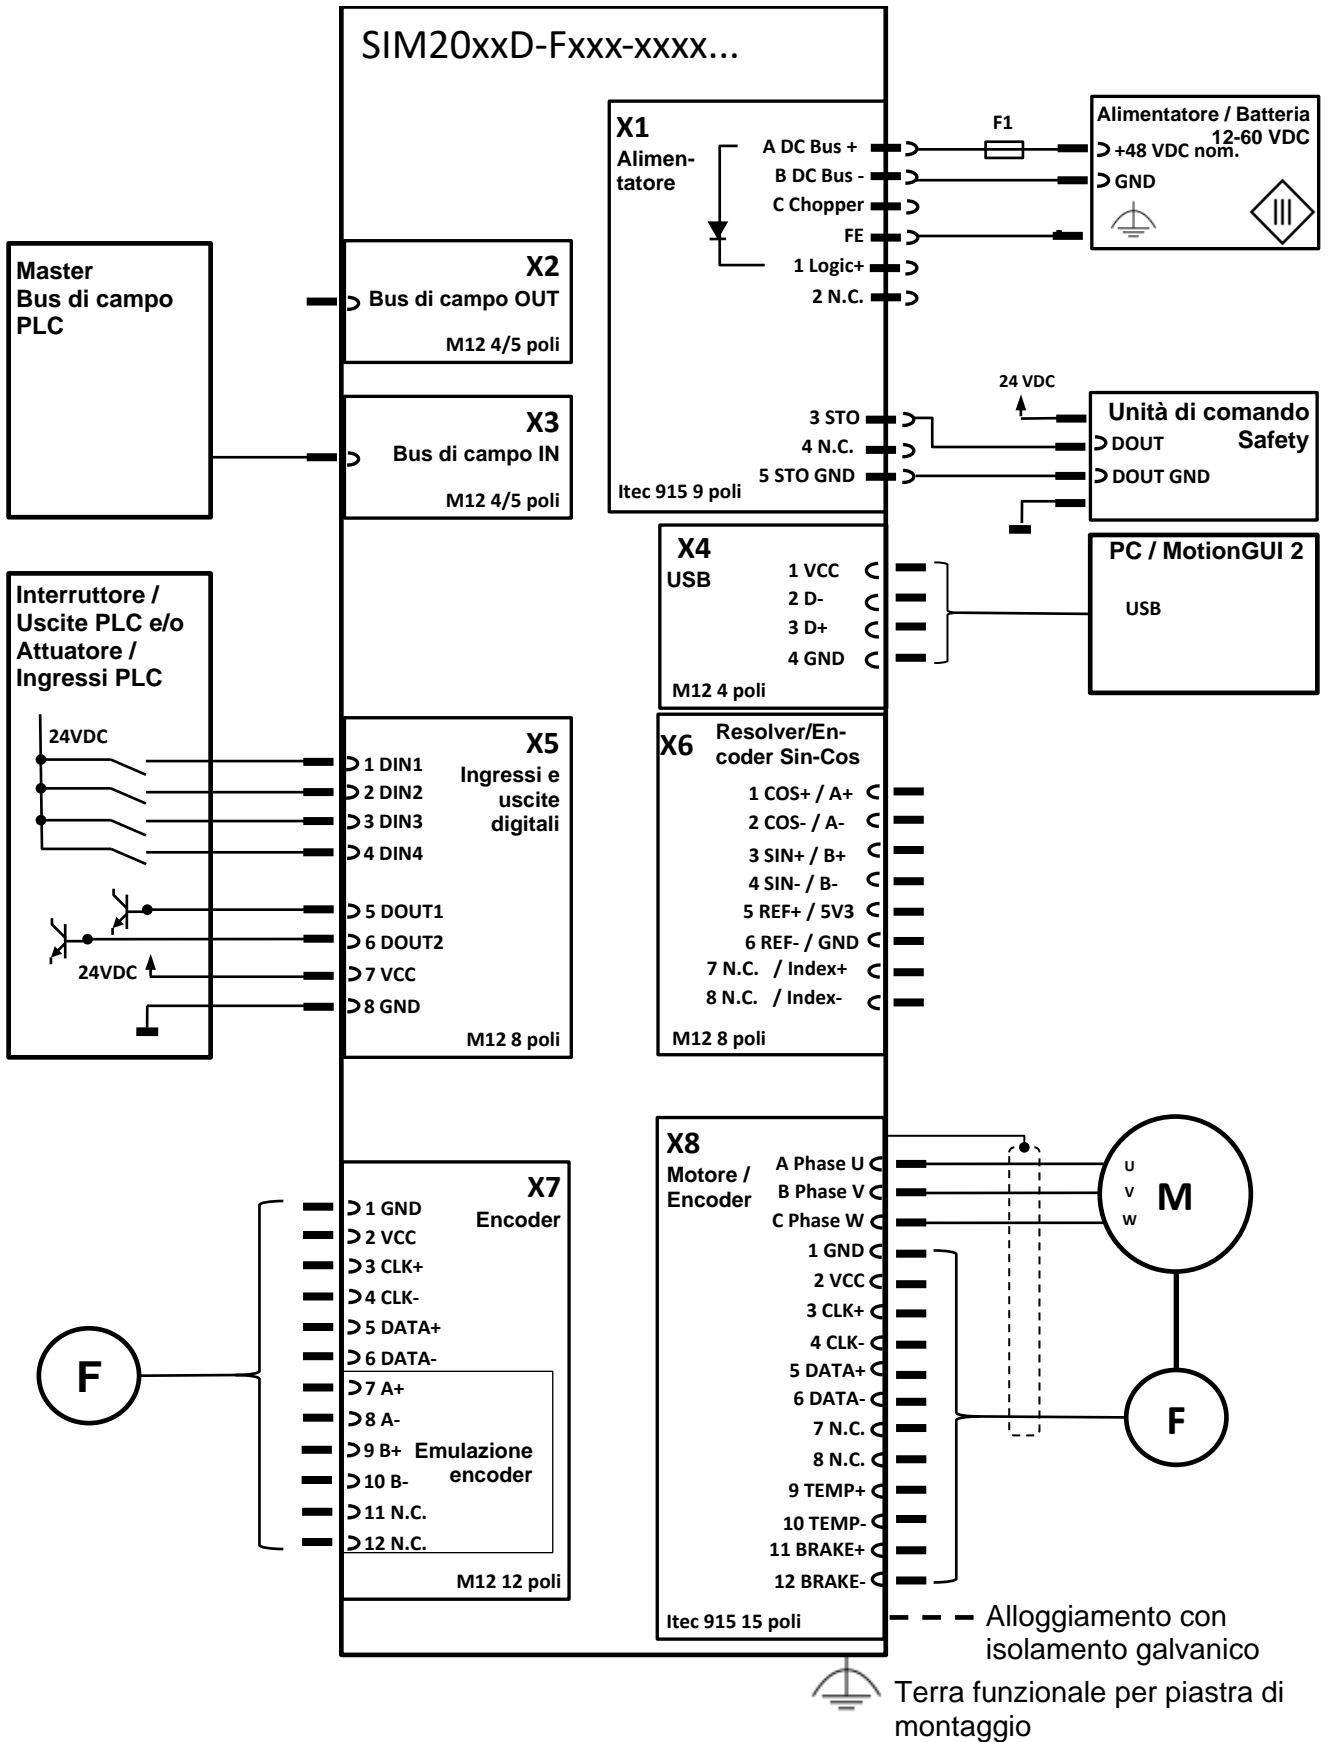 SIM20xxD-Fxxx-xxxx...
X1
Alimen-
tatore
A DC Bus +
B DC Bus -
C Chopper
FE
1 Logic+
2 N.C.
3 STO
4 N.C.
5 STO GND
Itec 915 9 poli
F1
Alimentatore / Batteria
12-60 VDC
+48 VDC nom.
GND
III
Master
Bus di campo
PLC
X2
Bus di campo OUT
M12 4/5 poli
X3
Bus di campo IN
M12 4/5 poli
24 VDC
Unità di comando
Safety
DOUT
DOUT GND
X4
USB
1 VCC
2 D-
3 D+
4 GND
M12 4 poli
PC / MotionGUI 2
USB
Interruttore /
Uscite PLC e/o
Attuatore /
Ingressi PLC
24VDC
24VDC
X5
Ingressi e
uscite
digitali
1 DIN1
2 DIN2
3 DIN3
4 DIN4
5 DOUT1
6 DOUT2
7 VCC
8 GND
M12 8 poli
X6
Resolver/En-
coder Sin-Cos
1 COS+ / A+
2 COS- / A-
3 SIN+ / B+
4 SIN- / B-
5 REF+ / 5V3
6 REF- / GND
7 N.C. / Index+
8 N.C. / Index-
M12 8 poli
X7
Encoder
1 GND
2 VCC
3 CLK+
4 CLK-
5 DATA+
6 DATA-
7 A+
8 A-
9 B+
10 B-
11 N.C.
12 N.C.
Emulazione
encoder
M12 12 poli
F
X8
Motore /
Encoder
A Phase U
B Phase V
C Phase W
1 GND
2 VCC
3 CLK+
4 CLK-
5 DATA+
6 DATA-
7 N.C.
8 N.C.
9 TEMP+
10 TEMP-
11 BRAKE+
12 BRAKE-
Itec 915 15 poli
U
V
W
M
F
Alloggiamento con
isolamento galvanico
Terra funzionale per piastra di
montaggio